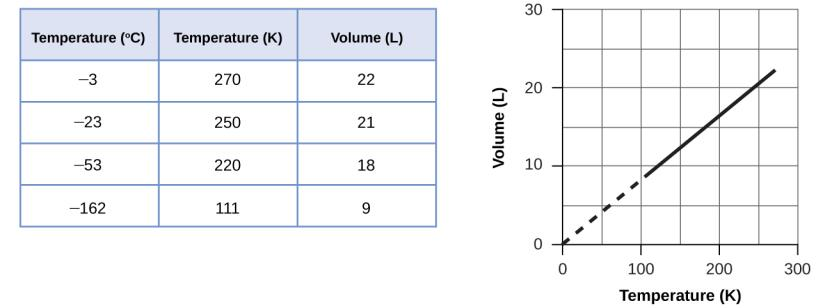 Temperature (°C) Temperature (K) Volume (L)
–3 270 22
–23 250 21
–53 220 18
–162 111 9
30
20
10
0
Volume (L)
0 100 200 300
Temperature (K)